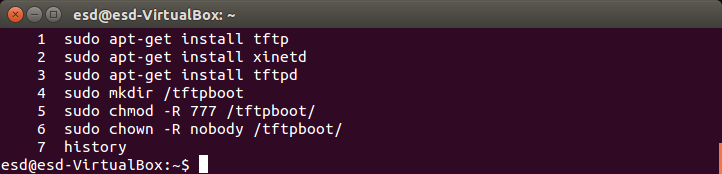 esd@esd-VirtualBox: ~
1 sudo apt-get install tftp
2 sudo apt-get install xinetd
3 sudo apt-get install tftpd
4 sudo mkdir /tftpboot
5 sudo chmod -R 777 /tftpboot/
6 sudo chown -R nobody /tftpboot/
7 history
esd@esd-VirtualBox:~$